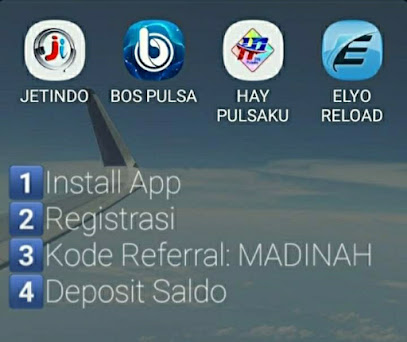 JETINDO BOS PULSA HAY PULSAKU ELYO RELOAD
1 Install App
2 Registrasi
3 Kode Referral: MADINAH
4 Deposit Saldo